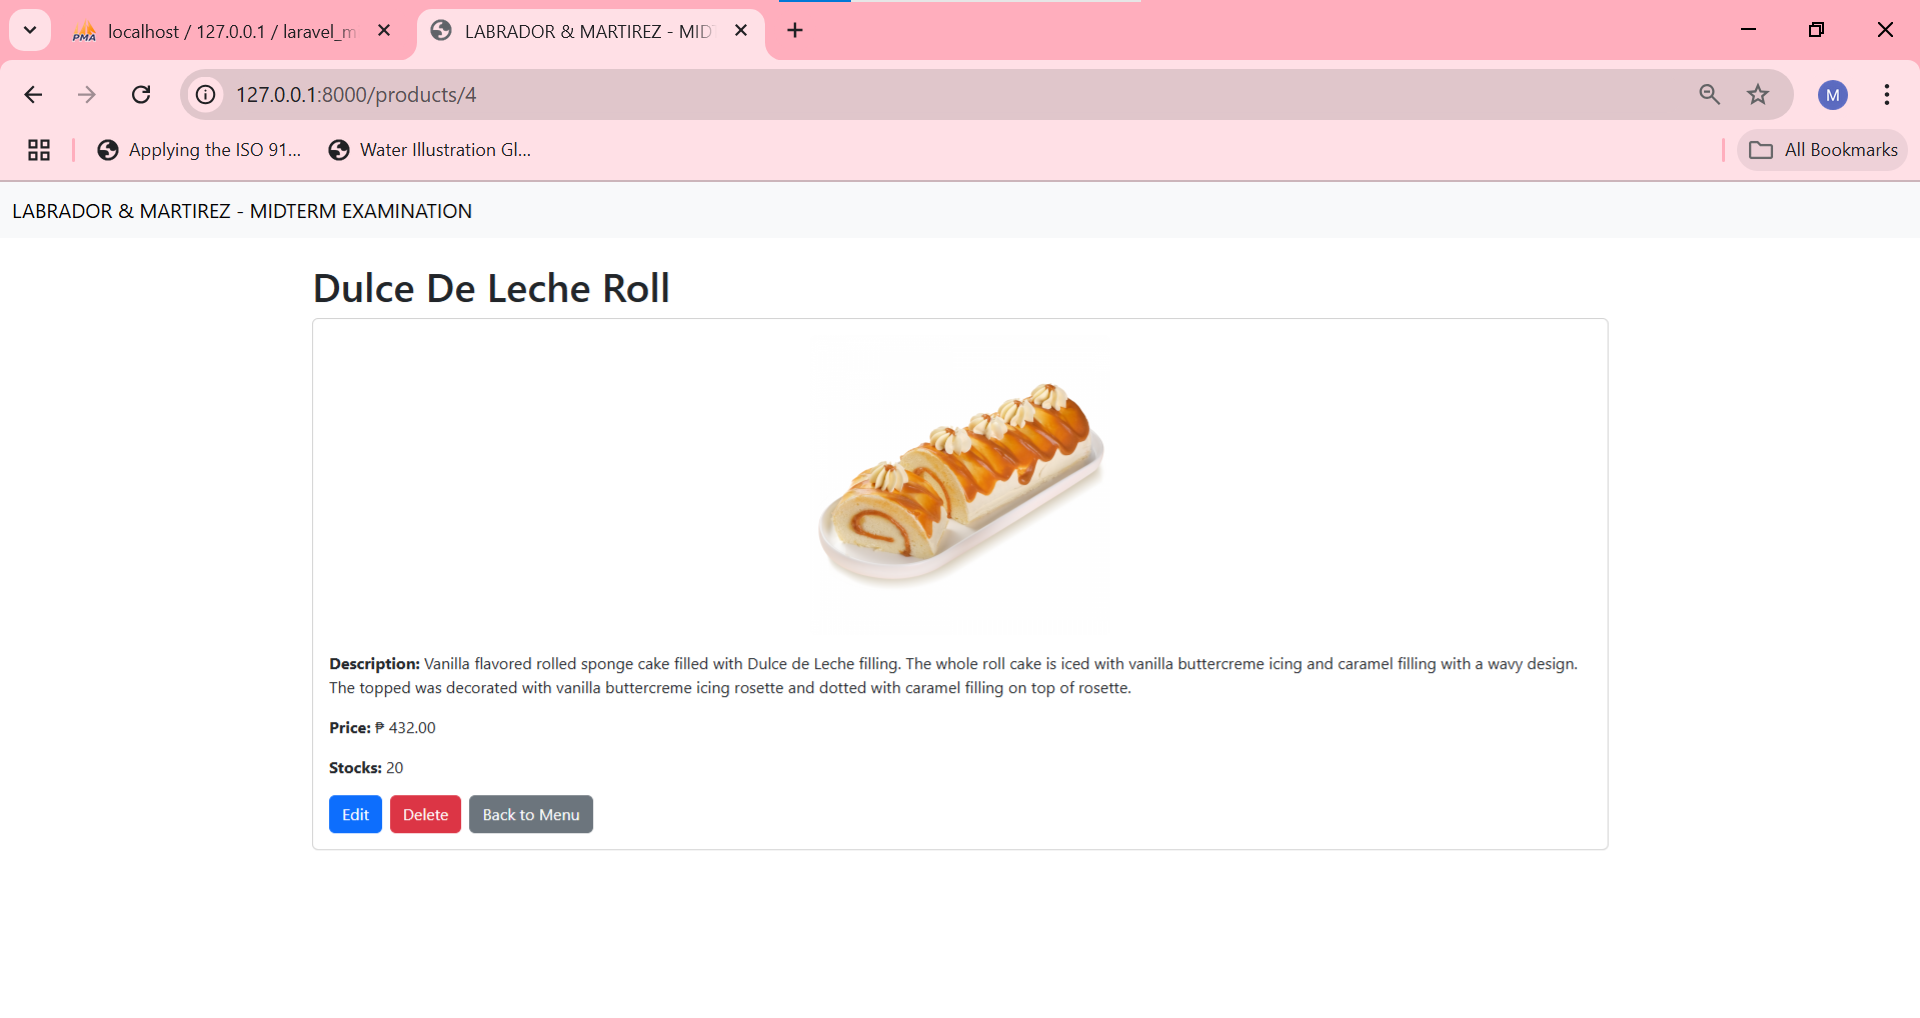 PMA localhost / 127.0.0.1 / laravel_m
LABRADOR & MARTIREZ - MID
127.0.0.1:8000/products/4
M
Applying the ISO 91...
Water Illustration Gl...
All Bookmarks
LABRADOR & MARTIREZ - MIDTERM EXAMINATION
Dulce De Leche Roll
Description: Vanilla flavored rolled sponge cake filled with Dulce de Leche filling. The whole roll cake is iced with vanilla buttercreme icing and caramel filling with a wavy design.
The topped was decorated with vanilla buttercreme icing rosette and dotted with caramel filling on top of rosette.
Price: ₱ 432.00
Stocks: 20
Edit Delete Back to Menu